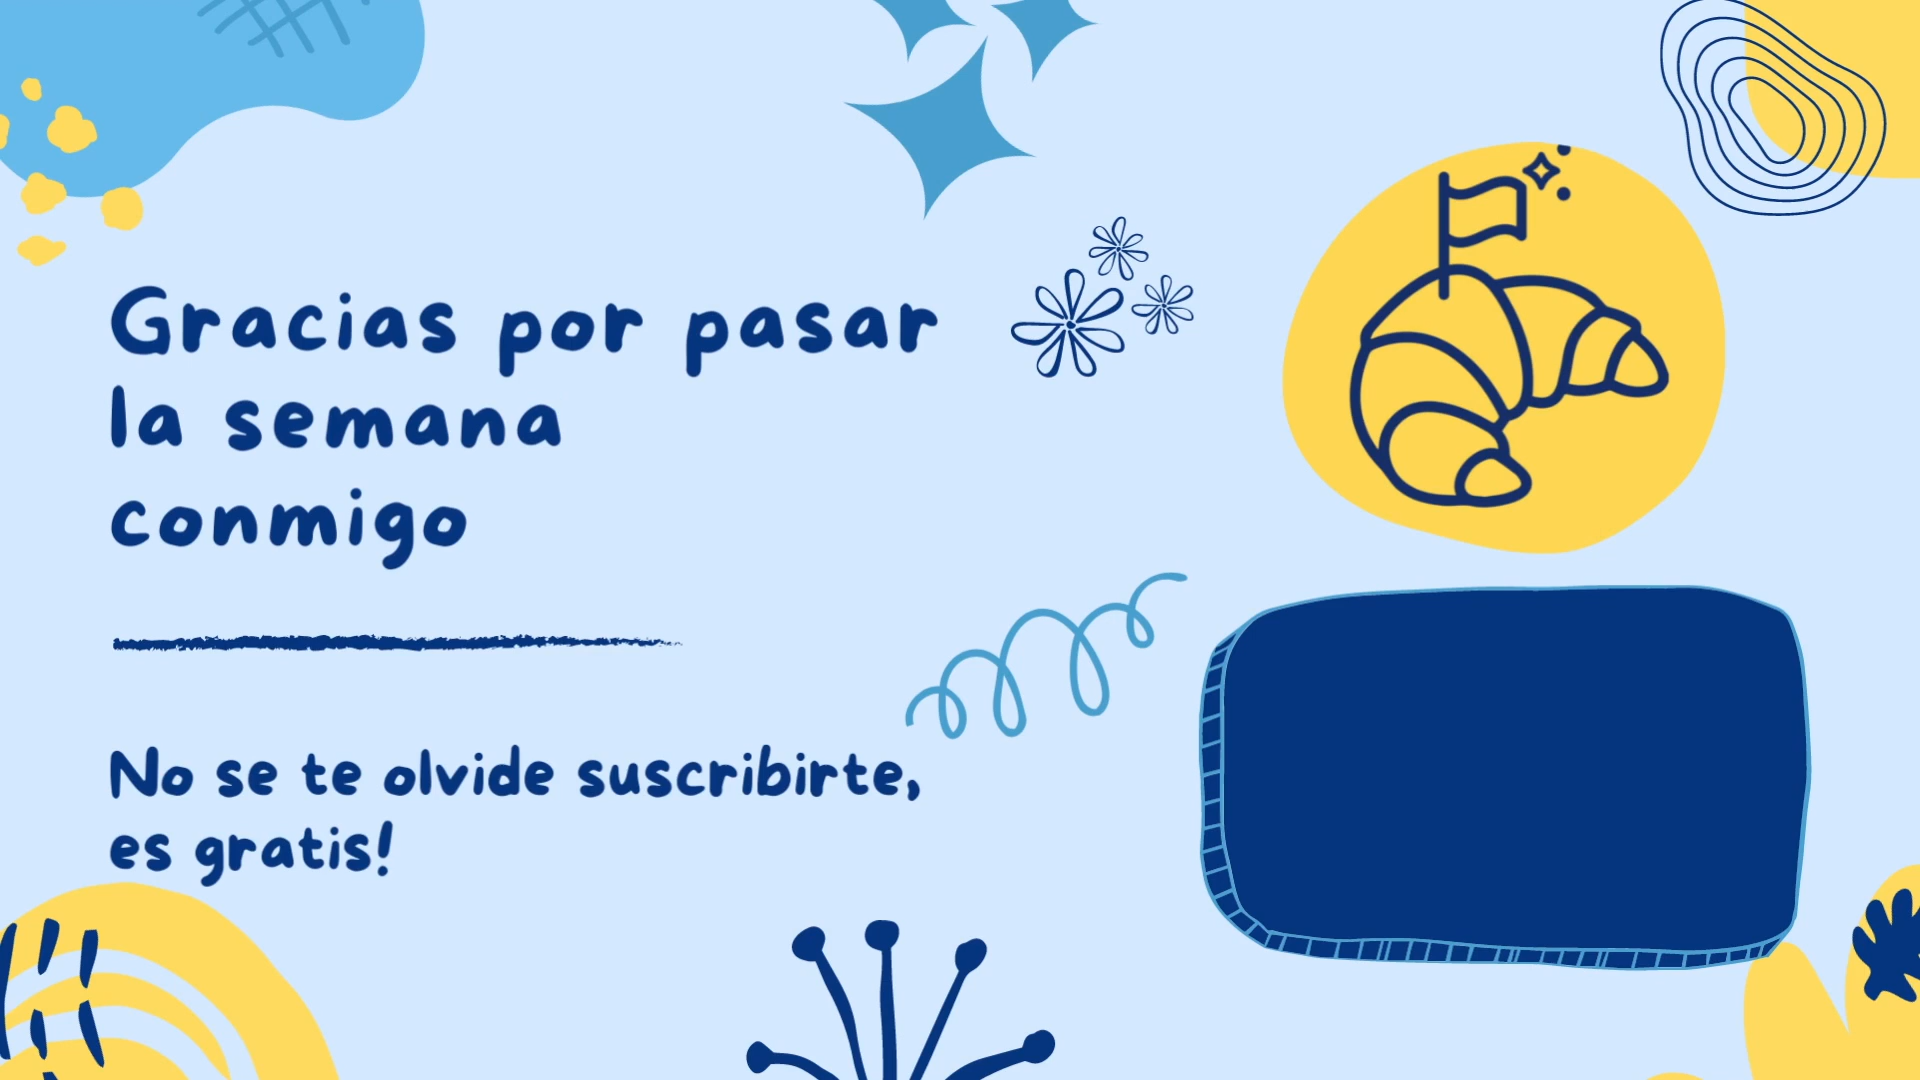 Gracias por pasar
la semana
conmigo
No se te olvide suscribirte,
es gratis!